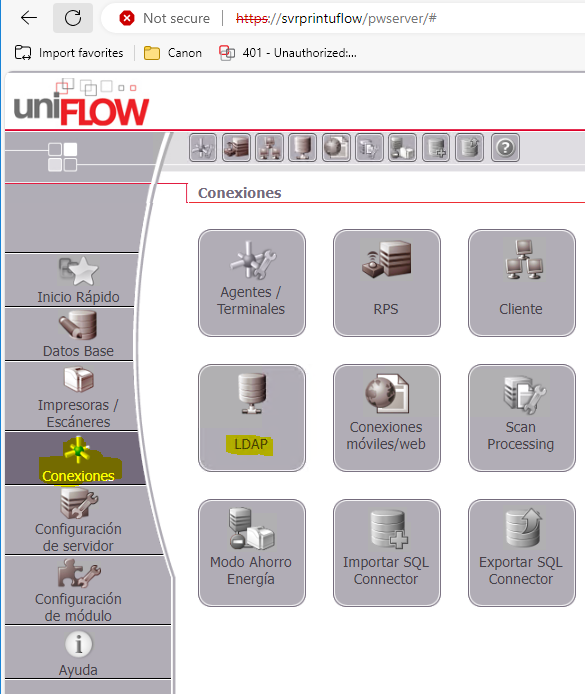 Not secure | https://svrprintuflow/pwserver/#
Import favorites Canon 401 - Unauthorized:...
uniFLOW
Conexiones
Inicio Rápido
Datos Base
Impresoras /
Escáneres
Conexiones
Configuración
de servidor
Configuración
de módulo
Ayuda
Agentes /
Terminales
RPS
Cliente
LDAP
Conexiones
móviles/web
Scan
Processing
Modo Ahorro
Energía
Importar SQL
Connector
Exportar SQL
Connector